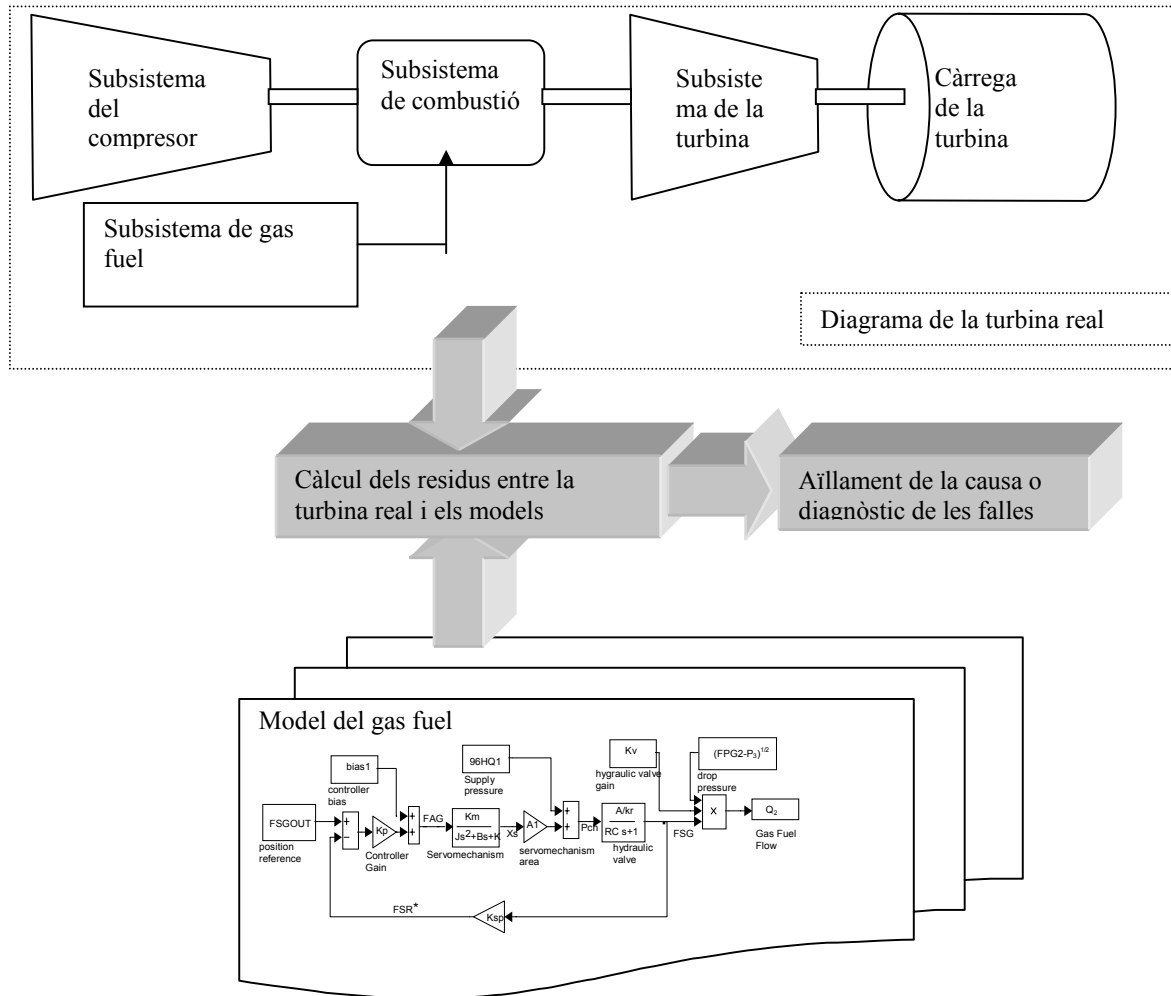 Subsistema
del
compresor
Subsistema
de combustió
Subsiste
ma de la
turbina
Càrrega
de la
turbina
Subsistema de gas
fuel
Diagrama de la turbina real
Càlcul dels residus entre la
turbina real i els models
Aïllament de la causa o
diagnòstic de les falles
Model del gas fuel
bias1
controller
bias
96HQ1
Supply
pressure
Kv
hygraulic valve
gain
(FPG2-P3)1/2
drop
pressure
FSGOUT
position
reference
+
−
Kp
Controller
Gain
+
+
FAG
Km
Js2+Bs+K
Servomechanism
Xs
A1
servomechanism
area
+
+
Pch
A/kr
RC s+1
hydraulic
valve
FSG
X
Q2
Gas Fuel
Flow
FSR*
Ksp